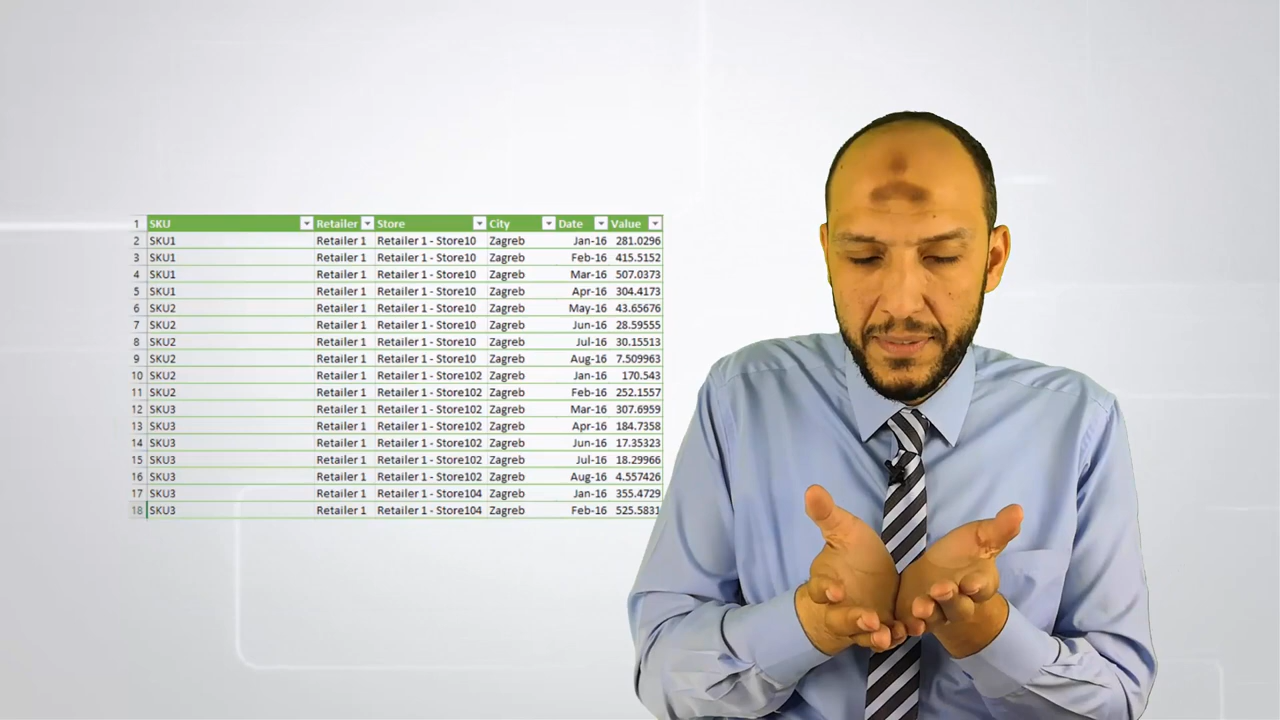 1 SKU Retailer Store City Date Value
2 SKU1 Retailer 1 Retailer 1 - Store10 Zagreb Jan-16 281.0296
3 SKU1 Retailer 1 Retailer 1 - Store10 Zagreb Feb-16 415.5152
4 SKU1 Retailer 1 Retailer 1 - Store10 Zagreb Mar-16 507.0373
5 SKU1 Retailer 1 Retailer 1 - Store10 Zagreb Apr-16 304.4173
6 SKU2 Retailer 1 Retailer 1 - Store10 Zagreb May-16 43.65676
7 SKU2 Retailer 1 Retailer 1 - Store10 Zagreb Jun-16 28.59555
8 SKU2 Retailer 1 Retailer 1 - Store10 Zagreb Jul-16 30.15513
9 SKU2 Retailer 1 Retailer 1 - Store10 Zagreb Aug-16 7.509963
10 SKU2 Retailer 1 Retailer 1 - Store102 Zagreb Jan-16 170.543
11 SKU2 Retailer 1 Retailer 1 - Store102 Zagreb Feb-16 252.1557
12 SKU3 Retailer 1 Retailer 1 - Store102 Zagreb Mar-16 307.6959
13 SKU3 Retailer 1 Retailer 1 - Store102 Zagreb Apr-16 184.7358
14 SKU3 Retailer 1 Retailer 1 - Store102 Zagreb Jun-16 17.35323
15 SKU3 Retailer 1 Retailer 1 - Store102 Zagreb Jul-16 18.29966
16 SKU3 Retailer 1 Retailer 1 - Store102 Zagreb Aug-16 4.557426
17 SKU3 Retailer 1 Retailer 1 - Store104 Zagreb Jan-16 355.4729
18 SKU3 Retailer 1 Retailer 1 - Store104 Zagreb Feb-16 525.5831